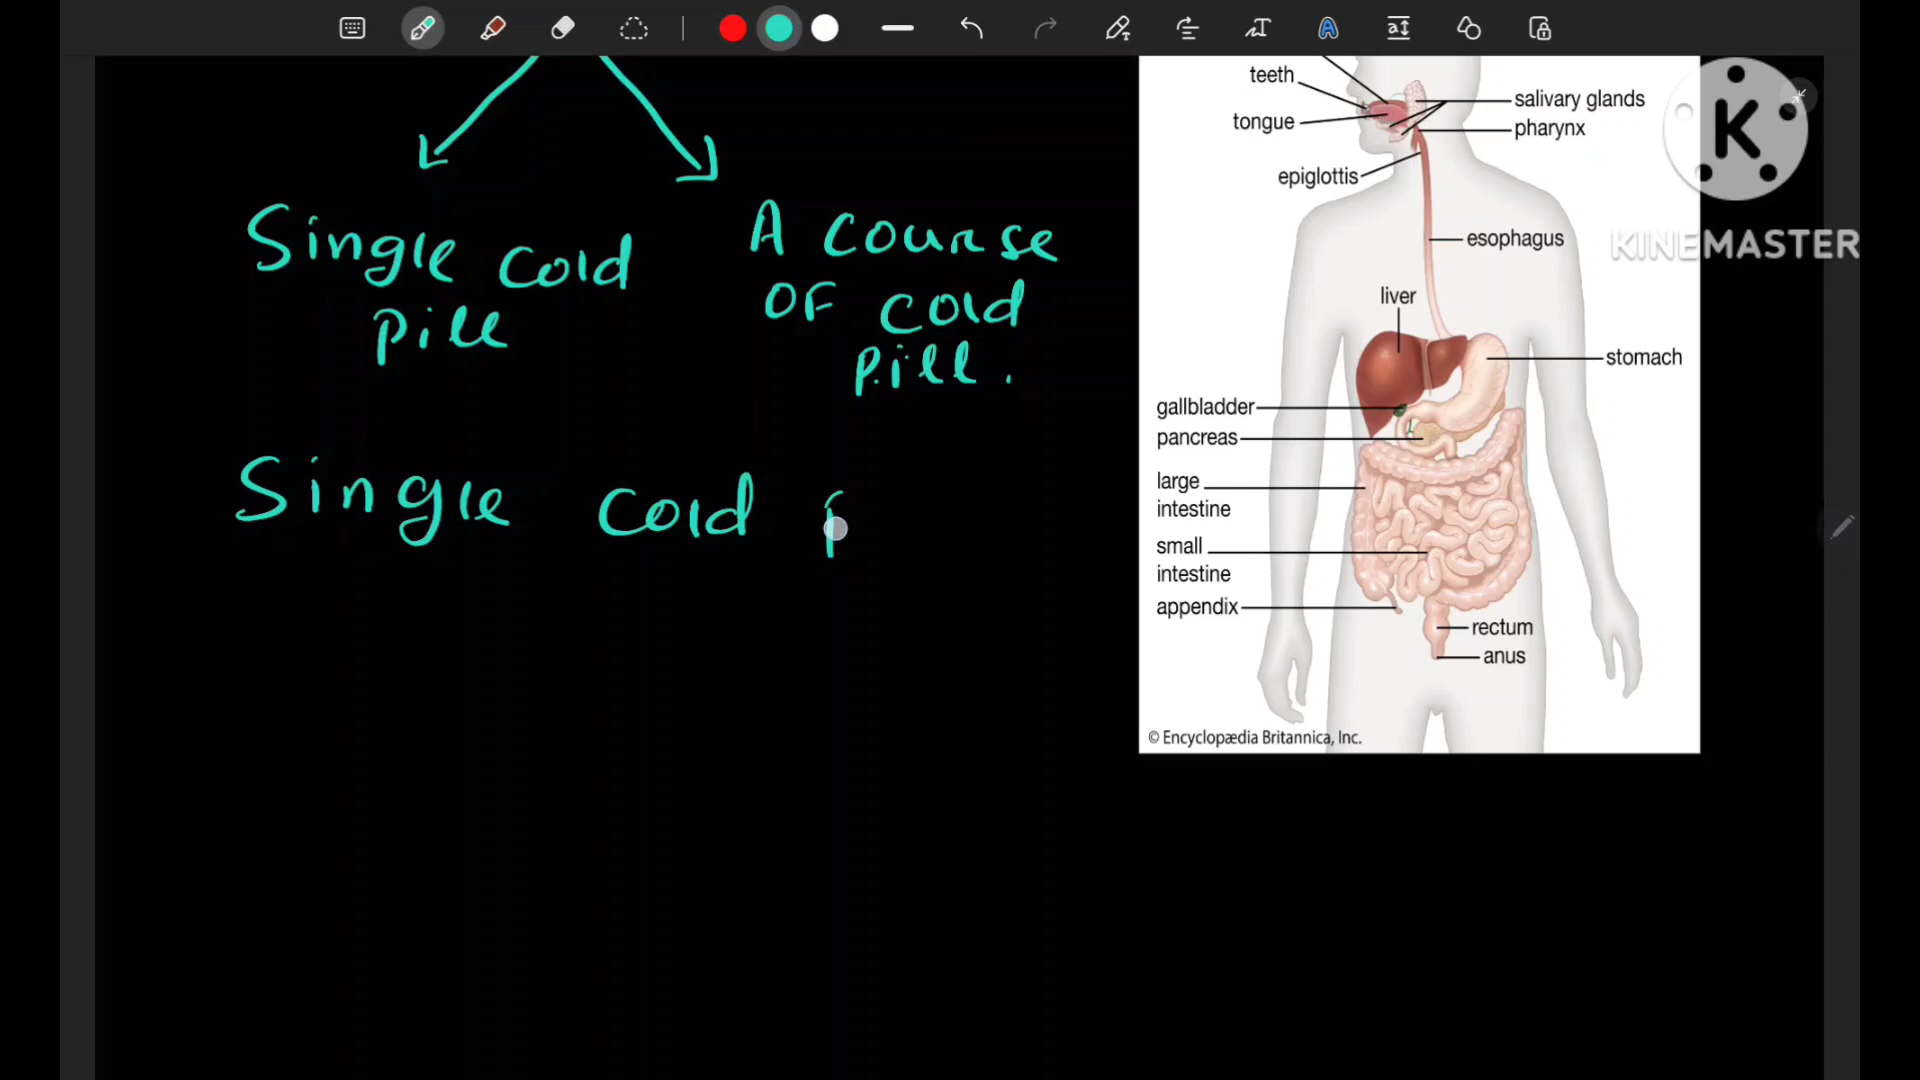 Single cold
pill
A course
OF cold
pill.
Single cold p
teeth
tongue
epiglottis
salivary glands
pharynx
esophagus
liver
stomach
gallbladder
pancreas
large
intestine
small
intestine
appendix
rectum
anus
© Encyclopædia Britannica, Inc.
K
KINEMASTER